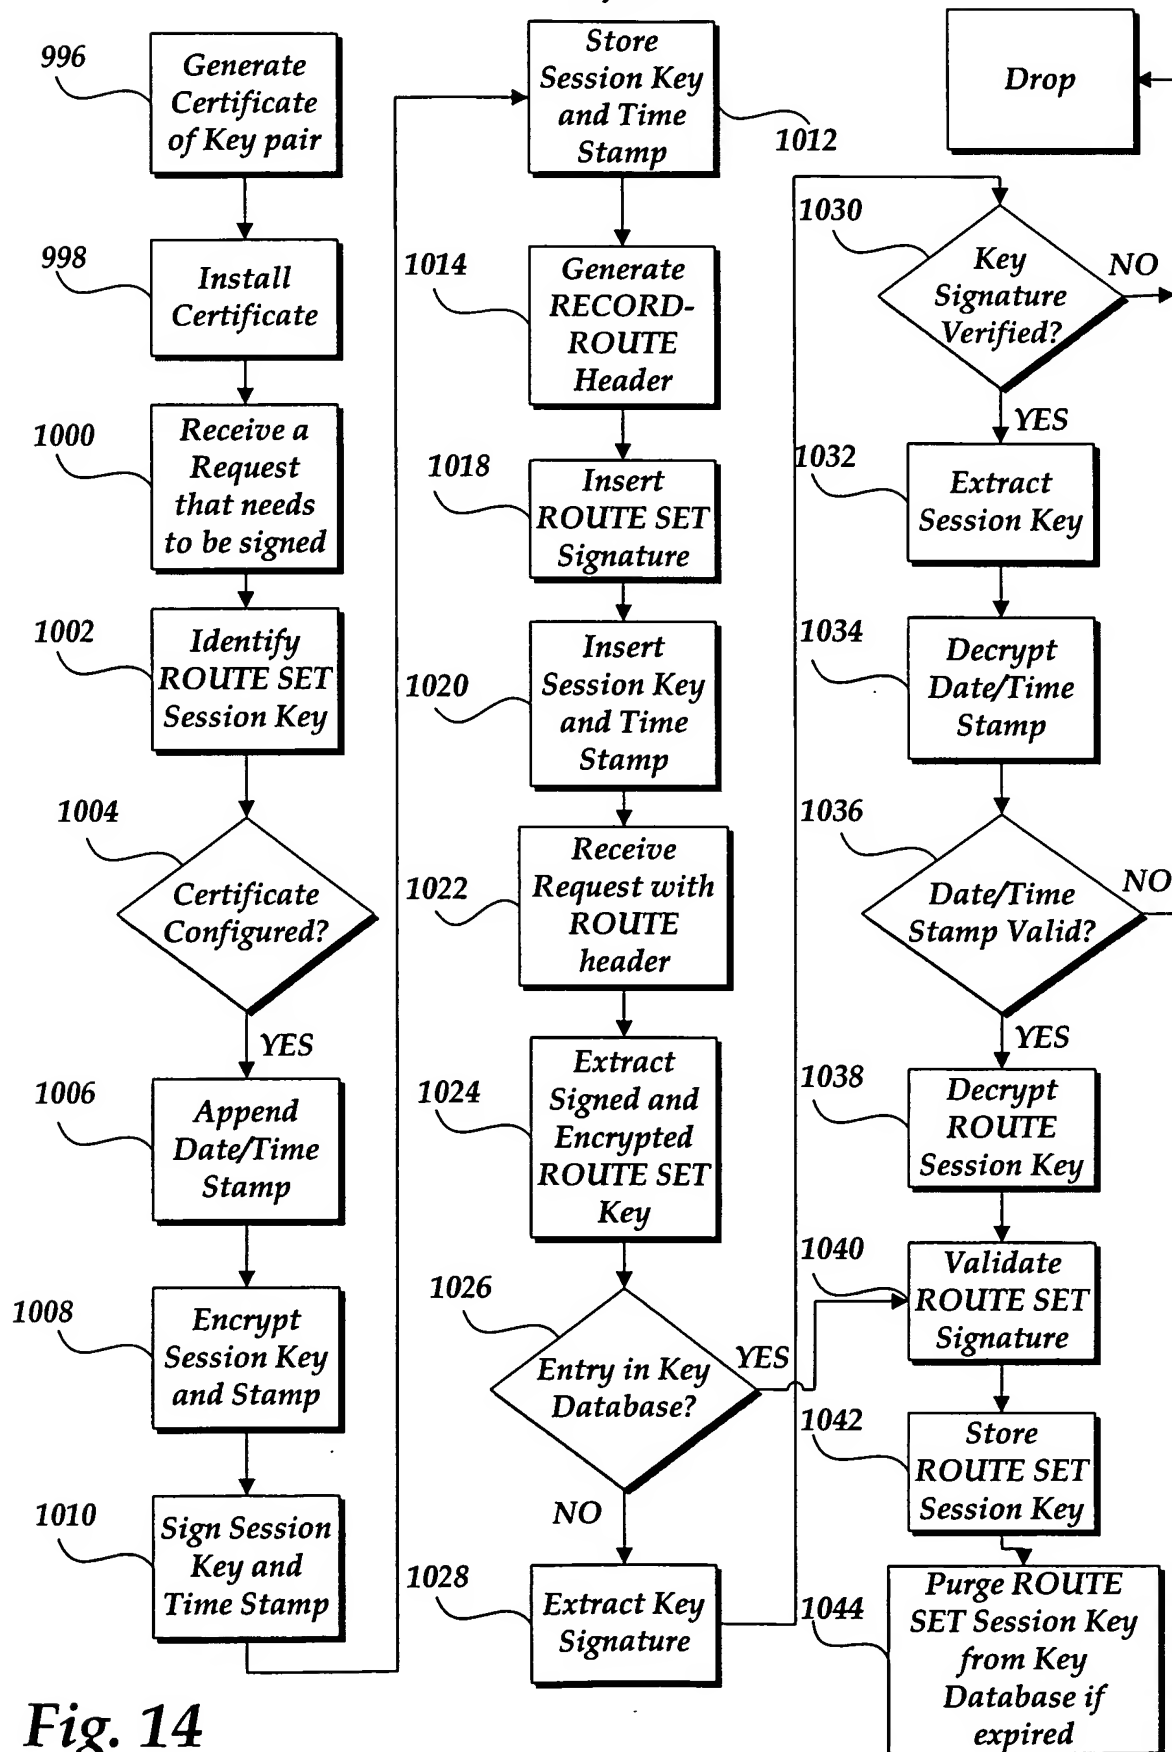 996
Generate
Certificate
of Key pair
998
Install
Certificate
1000
Receive a
Request
that needs
to be signed
1002
Identify
ROUTE SET
Session Key
1004
Certificate
Configured?
YES
1006
Append
Date/Time
Stamp
1008
Encrypt
Session Key
and Stamp
1010
Sign Session
Key and
Time Stamp
Store
Session Key
and Time
Stamp
1012
1014
Generate
RECORD-
ROUTE
Header
1018
Insert
ROUTE SET
Signature
1020
Insert
Session Key
and Time
Stamp
1022
Receive
Request with
ROUTE
header
1024
Extract
Signed and
Encrypted
ROUTE SET
Key
1026
Entry in Key
Database?
YES
NO
1028
Extract Key
Signature
Drop
1030
Key
Signature
Verified?
NO
YES
1032
Extract
Session Key
1034
Decrypt
Date/Time
Stamp
1036
Date/Time
Stamp Valid?
NO
YES
1038
Decrypt
ROUTE
Session Key
1040
Validate
ROUTE SET
Signature
1042
Store
ROUTE SET
Session Key
1044
Purge ROUTE
SET Session Key
from Key
Database if
expired
Fig. 14